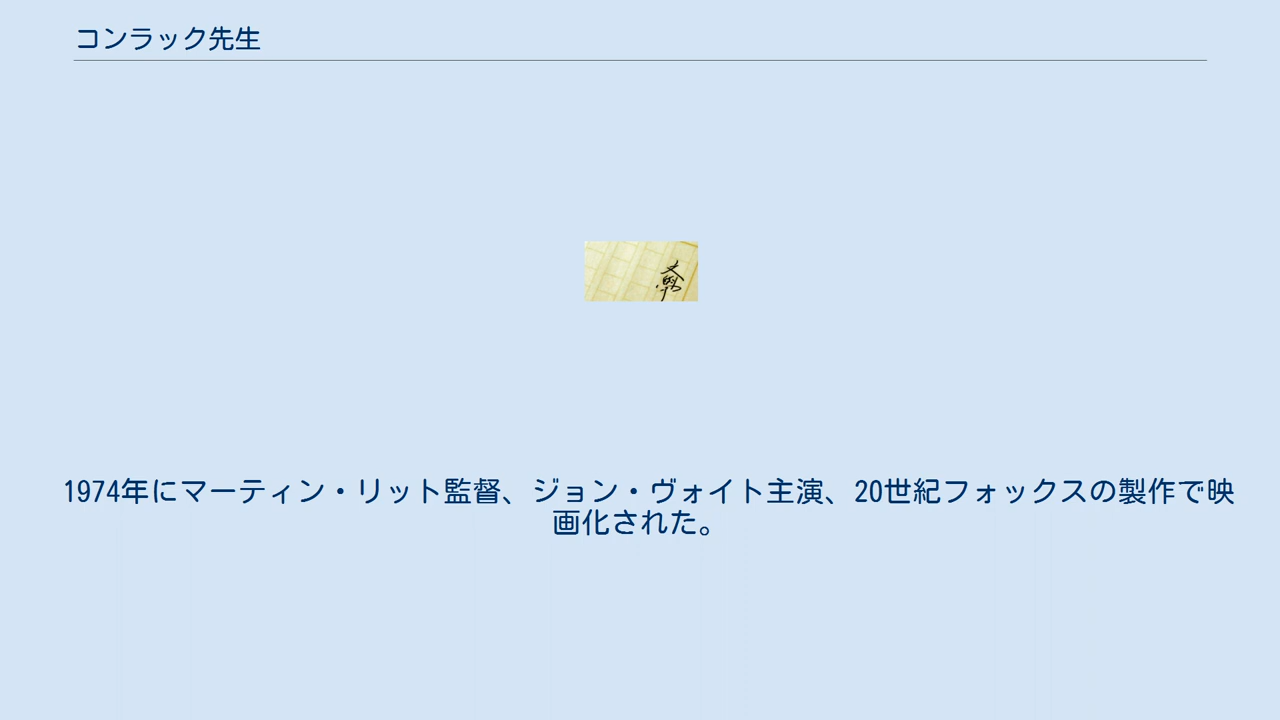 コンラック先生
1974年にマーティン・リット監督、ジョン・ヴォイト主演、20世紀フォックスの製作で映
画化された。